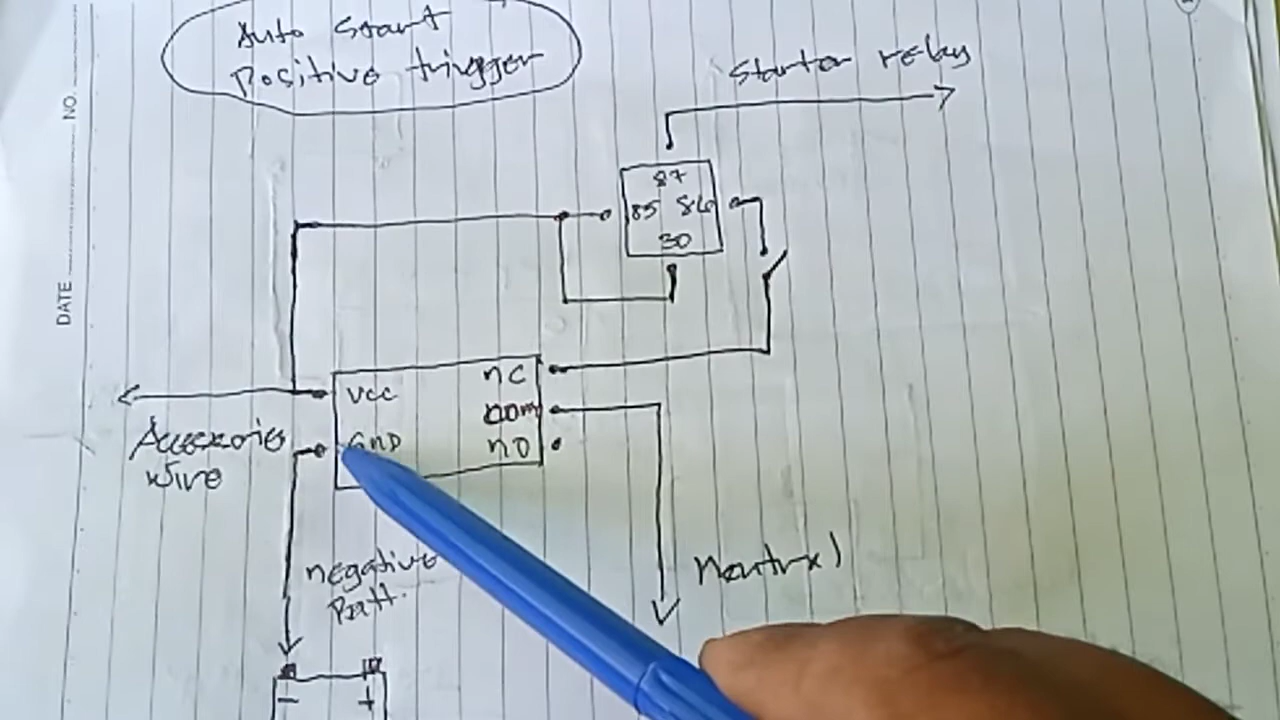 Auto Start
Positive trigger
Starter relay
NO.
87
85 86
30
DATE
VCC
NC
COM
GND
NO
Accessories
wire
negative
Batt.
Neutral
- +